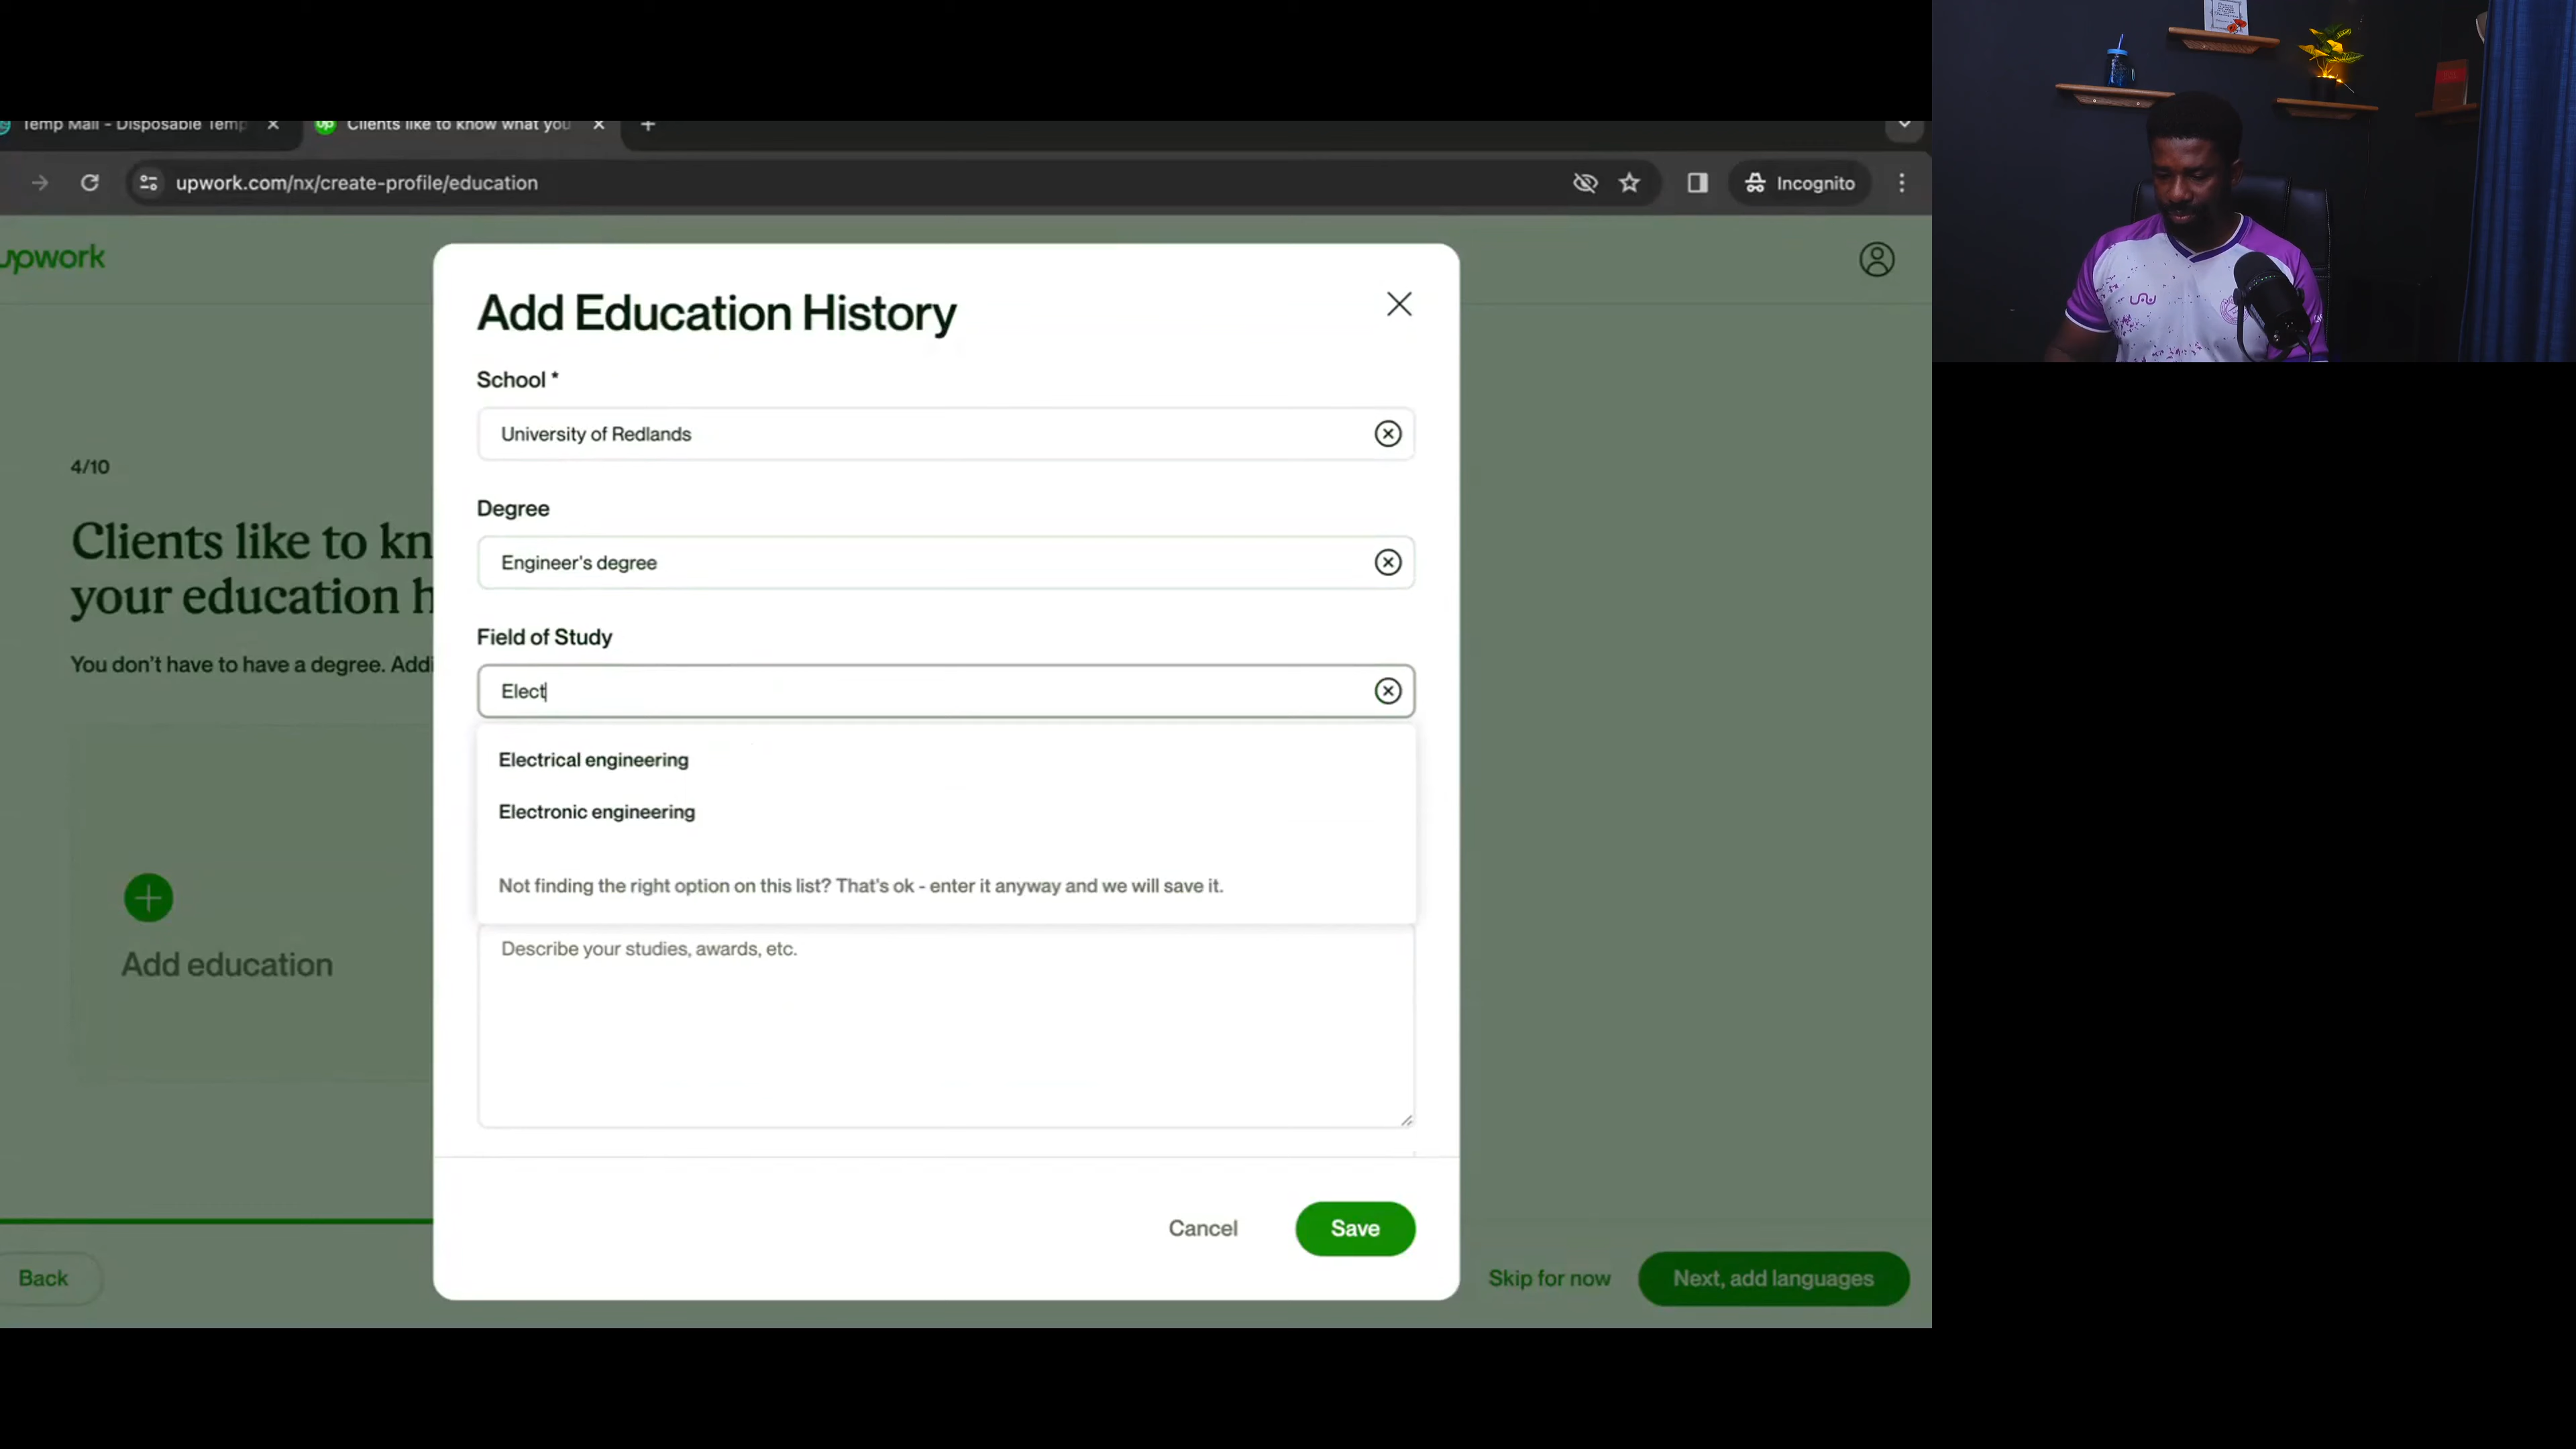 Temp Mail - Disposable Temp
Clients like to know what you
upwork.com/nx/create-profile/education
Incognito
upwork
Add Education History
School *
University of Redlands
4/10
Degree
Clients like to kn
Engineer's degree
your education h
Field of Study
You don't have to have a degree. Addi
Elect
Electrical engineering
Electronic engineering
Not finding the right option on this list? That's ok - enter it anyway and we will save it.
Describe your studies, awards, etc.
Add education
Cancel
Save
Back
Skip for now
Next, add languages